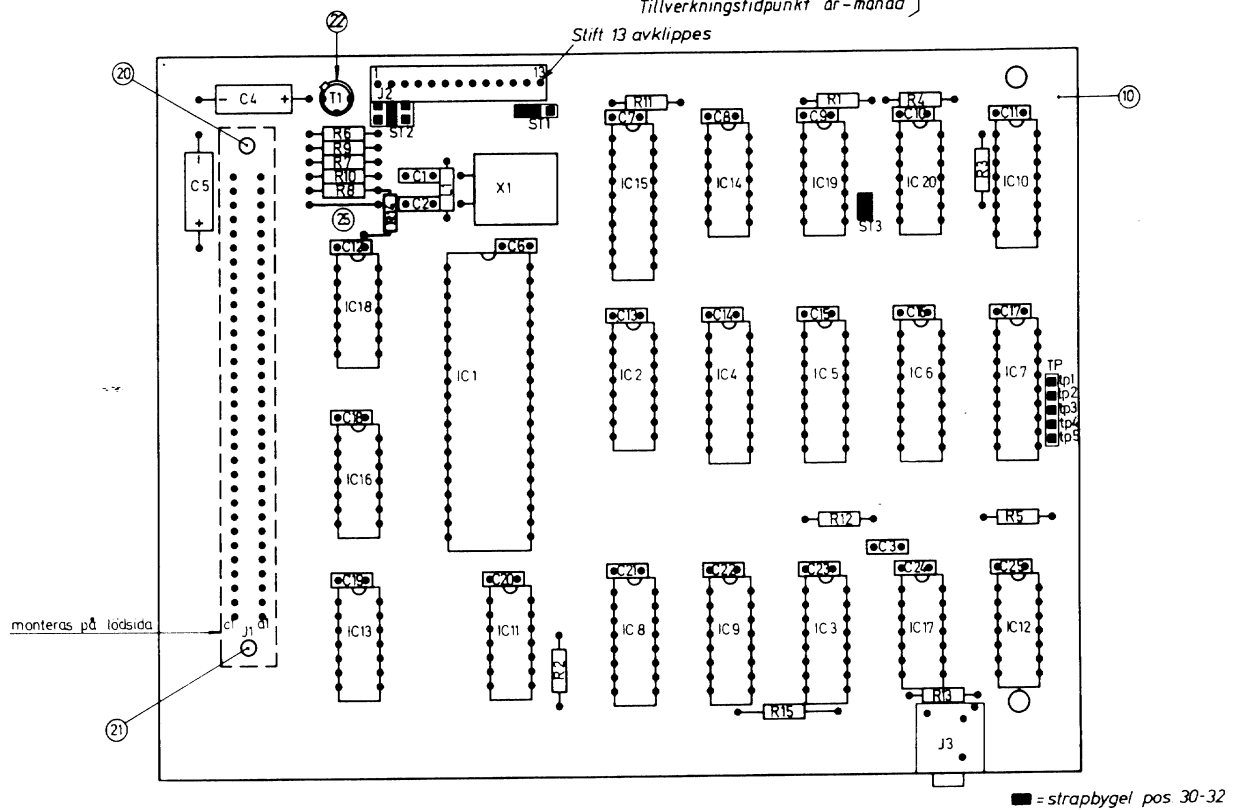 Tillverkningstidpunkt år-månad
22
Stift 13 avklippes
20
1
13
C4
T1
J2
R11
R1
R4
10
ST2
ST1
C7
C8
C9
C10
C11
R6
R9
R7
R10
R8
C5
C1
C2
X1
IC15
IC14
IC19
IC20
R3
IC10
25
R14
ST3
C12
C6
IC18
IC1
C13
C14
C15
C16
C17
IC2
IC4
IC5
IC6
IC7
TP
tp1
tp2
tp3
tp4
tp5
C18
IC16
R12
R5
C3
C19
C20
C21
C22
C23
C24
C25
monteras på lödsida
c1
J1
a1
IC13
IC11
IC8
IC9
IC3
IC17
IC12
R2
R13
R15
21
J3
= strapbygel pos 30-32